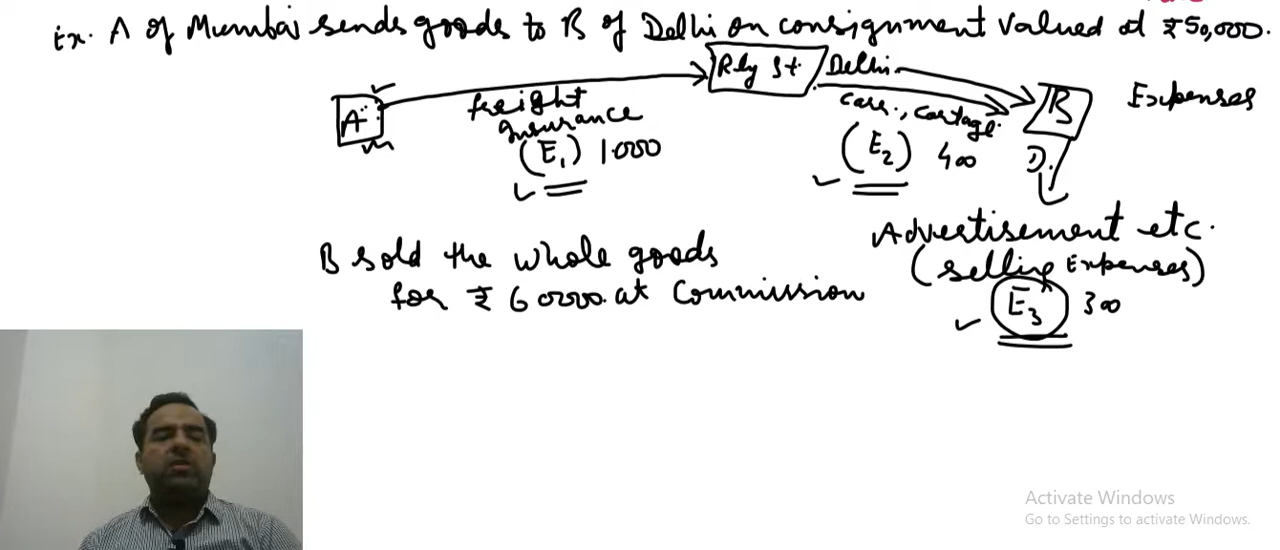 Ex. A of Mumbai sends goods to B of Delhi on consignment valued at ₹50,000.
Rly St. Delhi
A
freight
Insurance
(E1) 1000
Carr., Cartage.
(E2) 400
B
D.
Expenses
Advertisement etc.
(Selling Expenses)
E3 300
B sold the whole goods
for ₹ 60000. at Commission
Activate Windows
Go to Settings to activate Windows.